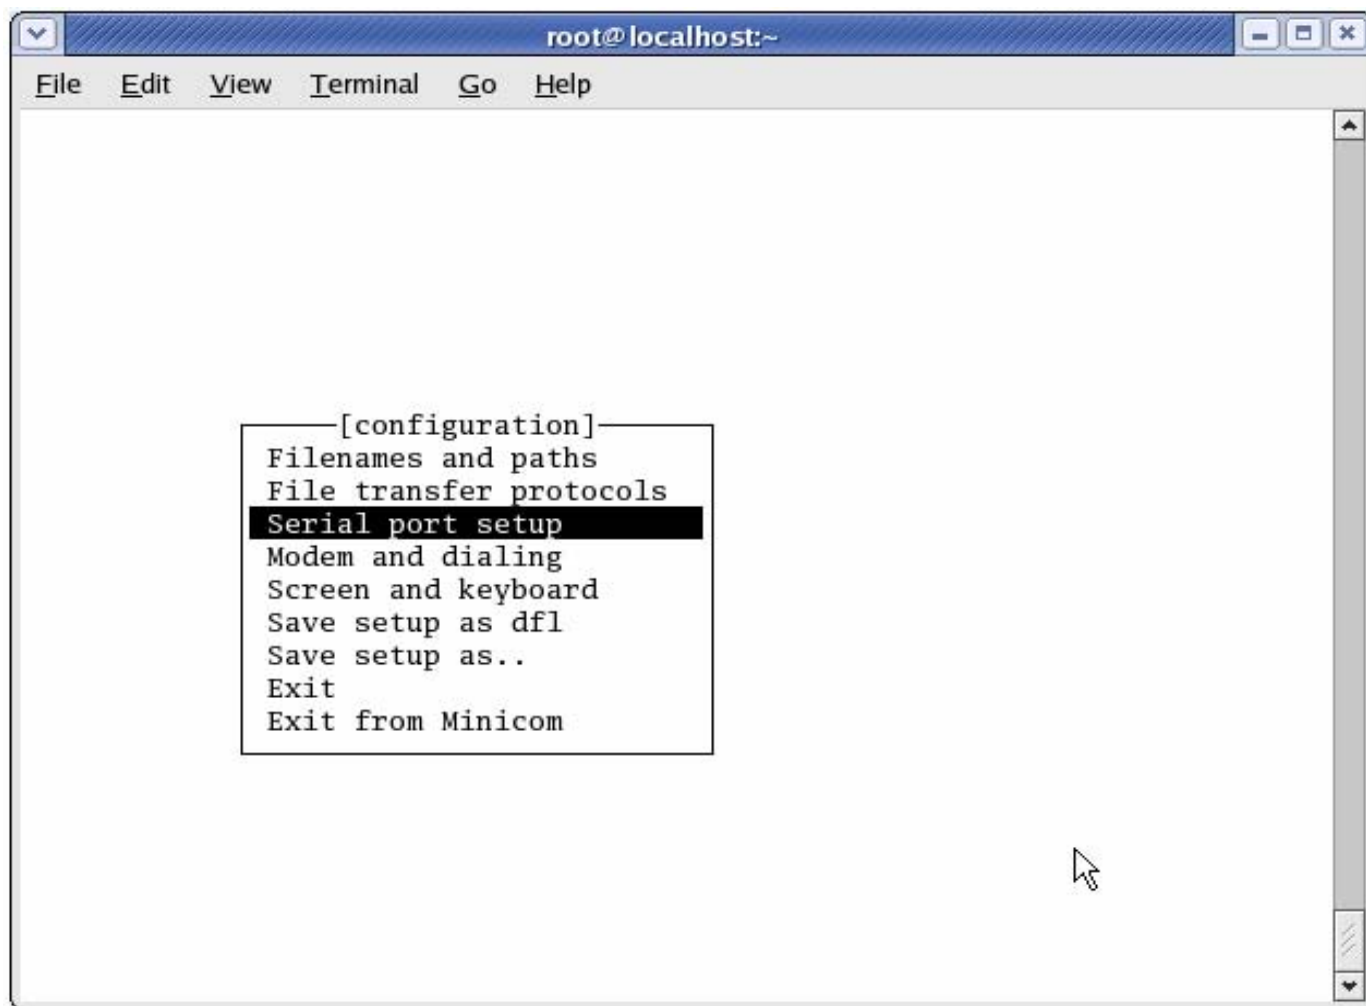 root@localhost:~
File Edit View Terminal Go Help
[configuration]
Filenames and paths
File transfer protocols
Serial port setup
Modem and dialing
Screen and keyboard
Save setup as dfl
Save setup as..
Exit
Exit from Minicom